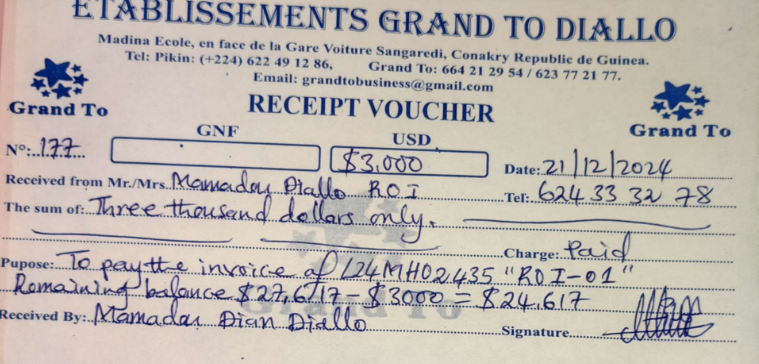 ETABLISSEMENTS GRAND TO DIALLO
Madina Ecole, en face de la Gare Voiture Sangaredi, Conakry Republic de Guinea.
Tel: Pikin: (+224) 622 49 12 86, Grand To: 664 21 29 54 / 623 77 21 77.
Email: grandtobusiness@gmail.com
Grand To RECEIPT VOUCHER Grand To
GNF USD
Nº:..177... $3.000 Date: 21/12/2024
Received from Mr./Mrs. Mamadou Diallo R.O.I Tel: 624 33 32 78
The sum of: Three thousand dollars only.
Charge: Paid
Pupose: To pay the invoice of L24MH02435 "ROI-01"
Remaining balance $27,617 - $3000 = $24.617
Received By: Mamadou Dian Diallo Signature
Grand To